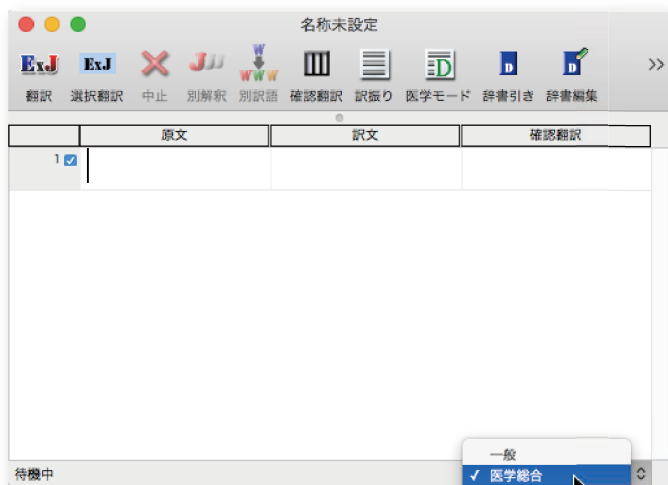 名称未設定
ExJ ExJ J W WWW D D D >>
翻訳 選択翻訳 中止 別解釈 別訳語 確認翻訳 訳振り 医学モード 辞書引き 辞書編集
原文 訳文 確認翻訳
1
一般
待機中 ✓ 医学総合